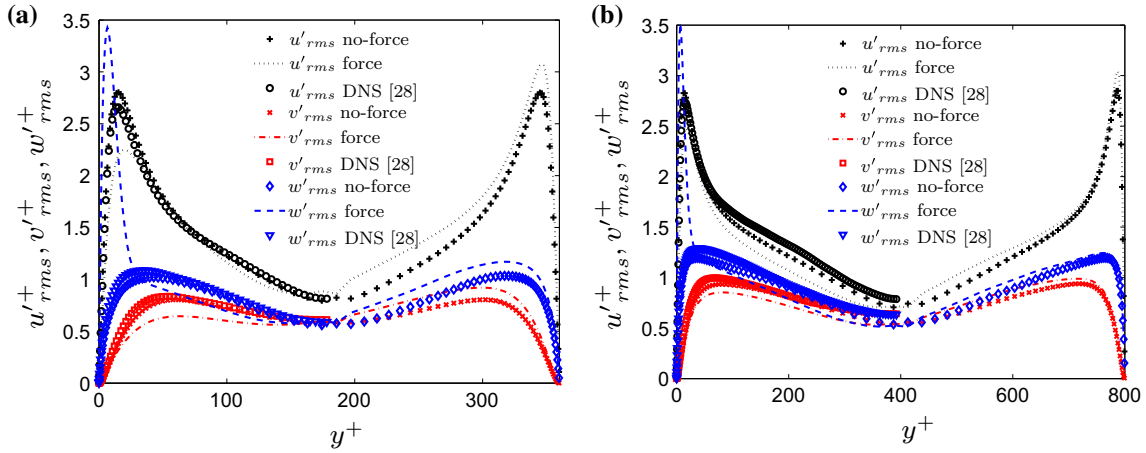 (a)
u'⁺rms, v'⁺rms, w'⁺rms
3.5
3
2.5
2
1.5
1
0.5
0
u'rms no-force
u'rms force
u'rms DNS [28]
v'rms no-force
v'rms force
v'rms DNS [28]
w'rms no-force
w'rms force
w'rms DNS [28]
0 100 200 300
y⁺
(b)
u'⁺rms, v'⁺rms, w'⁺rms
3.5
3
2.5
2
1.5
1
0.5
0
u'rms no-force
u'rms force
u'rms DNS [28]
v'rms no-force
v'rms force
v'rms DNS [28]
w'rms no-force
w'rms force
w'rms DNS [28]
0 200 400 600 800
y⁺